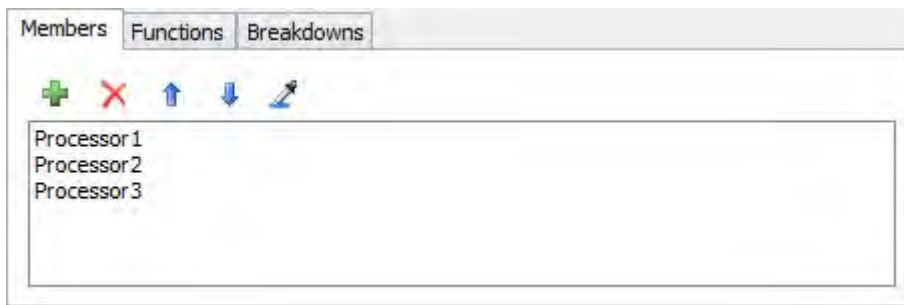 Members Functions Breakdowns
Processor1
Processor2
Processor3